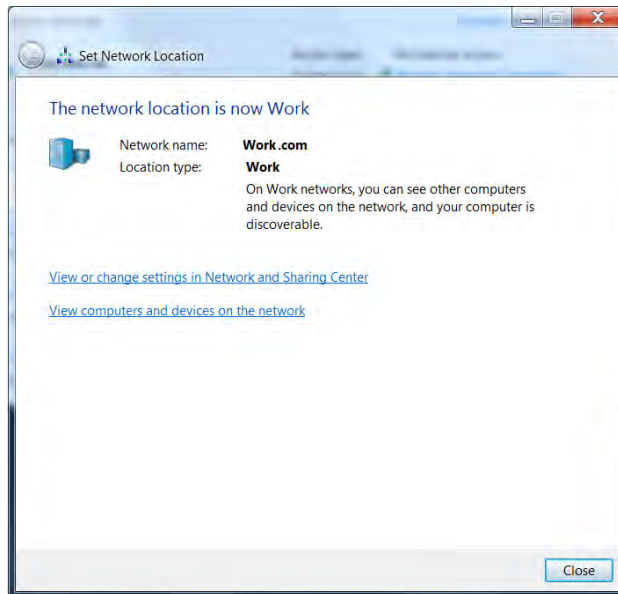 Set Network Location
The network location is now Work
Network name: Work.com
Location type: Work
On Work networks, you can see other computers
and devices on the network, and your computer is
discoverable.
View or change settings in Network and Sharing Center
View computers and devices on the network
Close